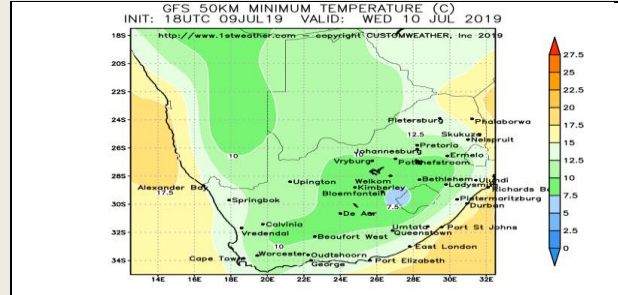 GFS 50KM MINIMUM TEMPERATURE (C)
INIT: 18UTC 09JUL19 VALID: WED 10 JUL 2019
http://www.1stweather.com – copyright CUSTOMWEATHER, Inc 2019
18S
20S
22S
24S
26S
28S
30S
32S
34S
Pietersburg
Phalaborwa
12.5
Skukuza
Nelspruit
Pretoria
Johannesburg
10
10
Vryburg
Potchefstroom
Ermelo
Welkom
Bethlehem
Ulundi
17.5
Alexander Bay
Upington
Kimberley
Ladysmith
Richards Ba
Bloemfontein
Springbok
7.5
Pietermaritzburg
Durban
De Aar
Calvinia
Vredendal
Umtata
Port St Johns
Queenstown
10
Beaufort West
East London
Worcester
Oudtshoorn
Cape Town
George
Port Elizabeth
14E
16E
18E
20E
22E
24E
26E
28E
30E
32E
27.5
25
22.5
20
17.5
15
12.5
10
7.5
5
2.5
0